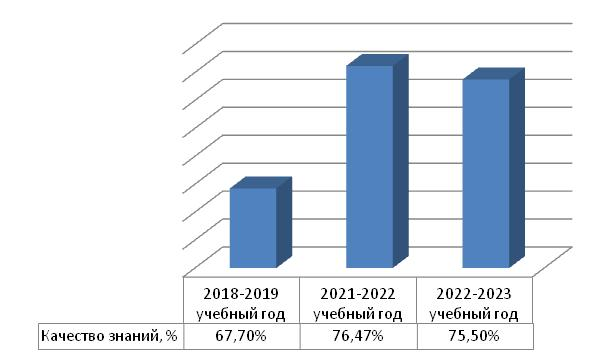 2018-2019 2021-2022 2022-2023
учебный год учебный год учебный год
Качество знаний, % 67,70% 76,47% 75,50%